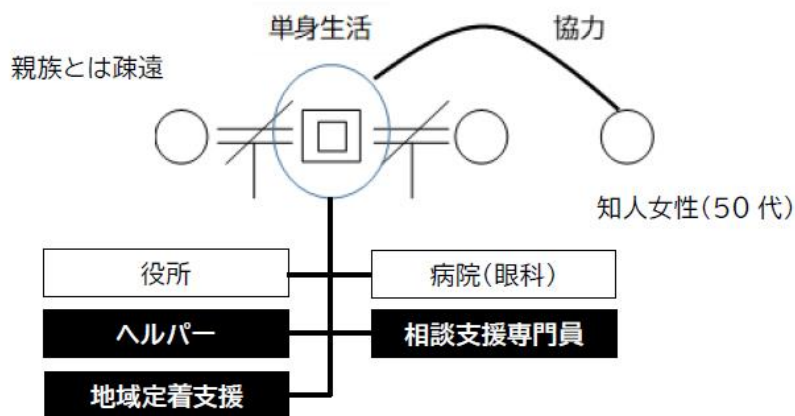 単身生活
協力
親族とは疎遠
知人女性(50代)
役所
病院(眼科)
ヘルパー
相談支援専門員
地域定着支援